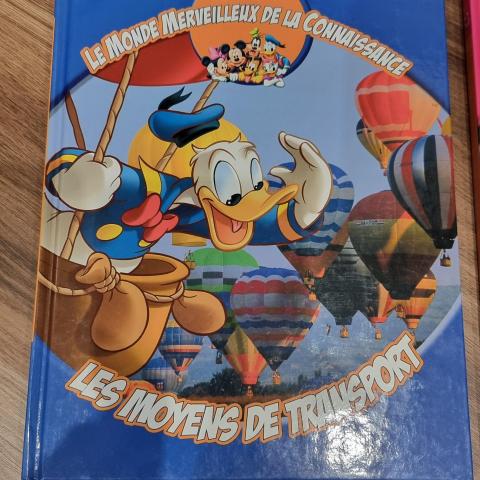 LE MONDE MERVEILLEUX DE LA CONNAISSANCE
LES MOYENS DE TRANSPORT